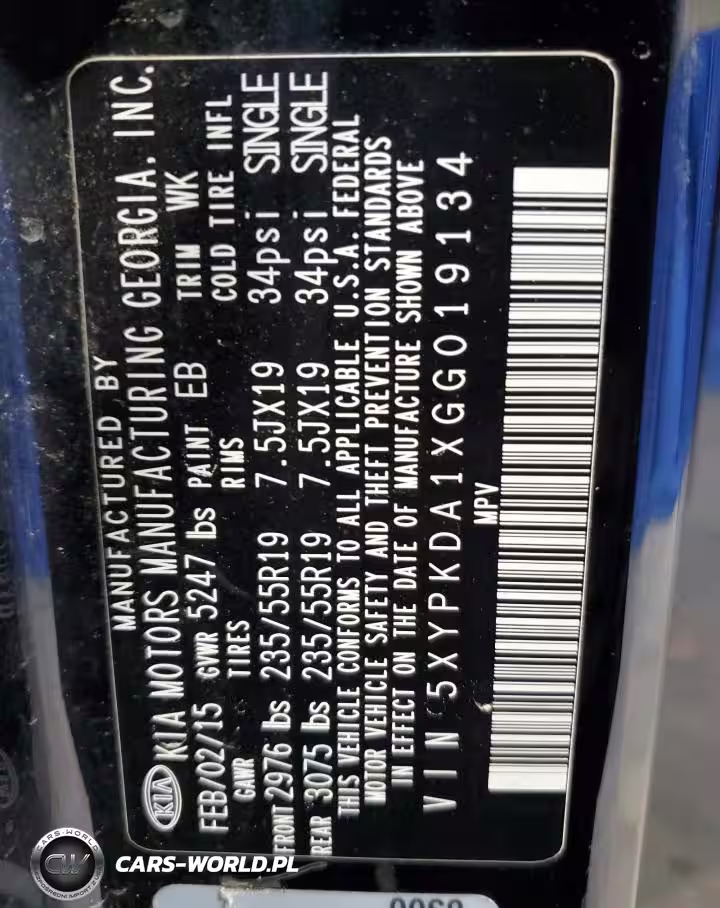 MANUFACTURED BY
KIA KIA MOTORS MANUFACTURING GEORGIA, INC.
FEB/02/15 GVWR 5247 lbs PAINT EB TRIM WK
GAWR TIRES RIMS COLD TIRE INFL
FRONT 2976 lbs 235/55R19 7.5JX19 34psi SINGLE
REAR 3075 lbs 235/55R19 7.5JX19 34psi SINGLE
THIS VEHICLE CONFORMS TO ALL APPLICABLE U.S.A. FEDERAL
MOTOR VEHICLE SAFETY AND THEFT PREVENTION STANDARDS
IN EFFECT ON THE DATE OF MANUFACTURE SHOWN ABOVE
VIN 5XYPKDA1XGG019134
MPV
CW
CARS-WORLD.PL